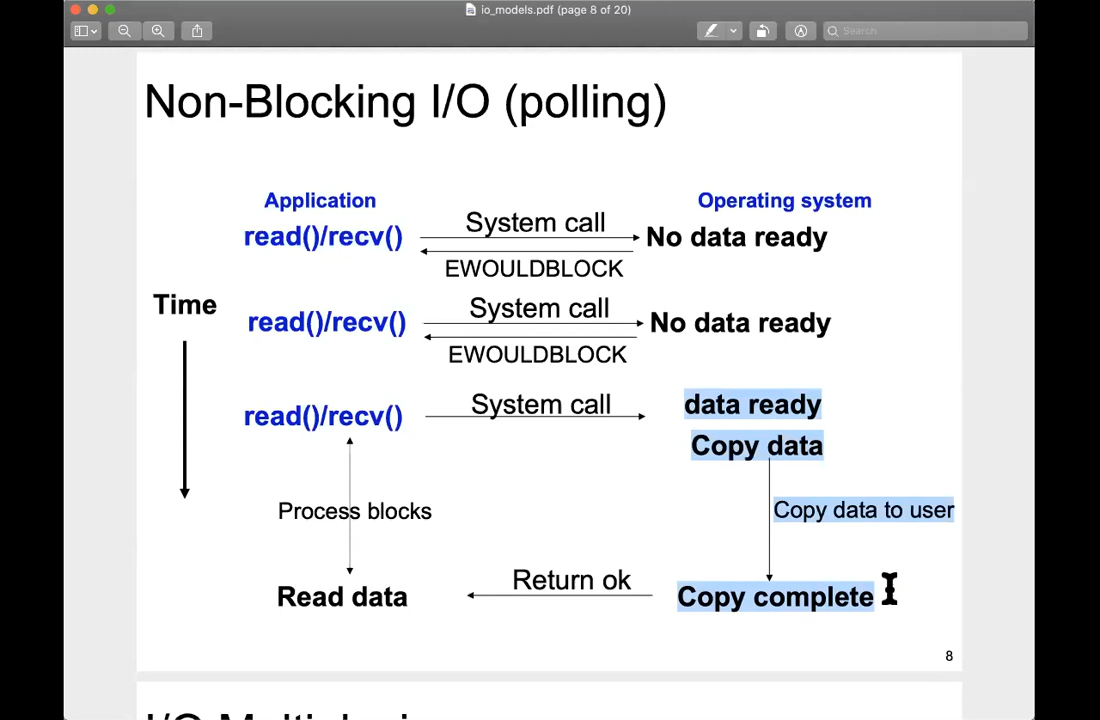 io_models.pdf (page 8 of 20)
Search
Non-Blocking I/O (polling)
Application
Operating system
read()/recv()
System call
No data ready
EWOULDBLOCK
Time
read()/recv()
System call
No data ready
EWOULDBLOCK
read()/recv()
System call
data ready
Copy data
Process blocks
Copy data to user
Read data
Return ok
Copy complete
8